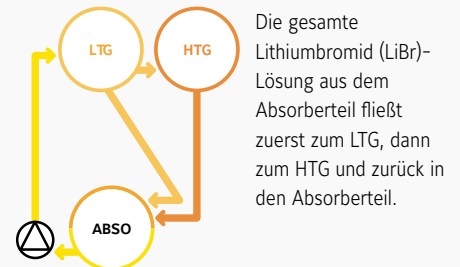 LTG
HTG
ABSO
Die gesamte
Lithiumbromid (LiBr)-
Lösung aus dem
Absorberteil fließt
zuerst zum LTG, dann
zum HTG und zurück in
den Absorberteil.